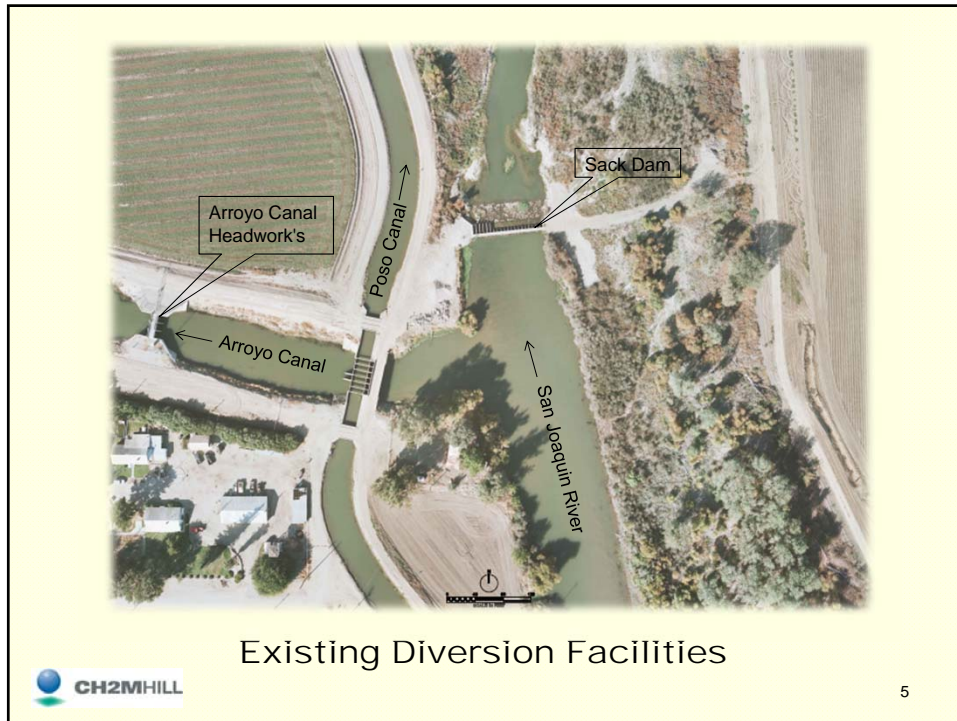 Sack Dam
Arroyo Canal
Headwork's
Poso Canal
Arroyo Canal
San Joaquin River
Existing Diversion Facilities
CH2MHILL
5